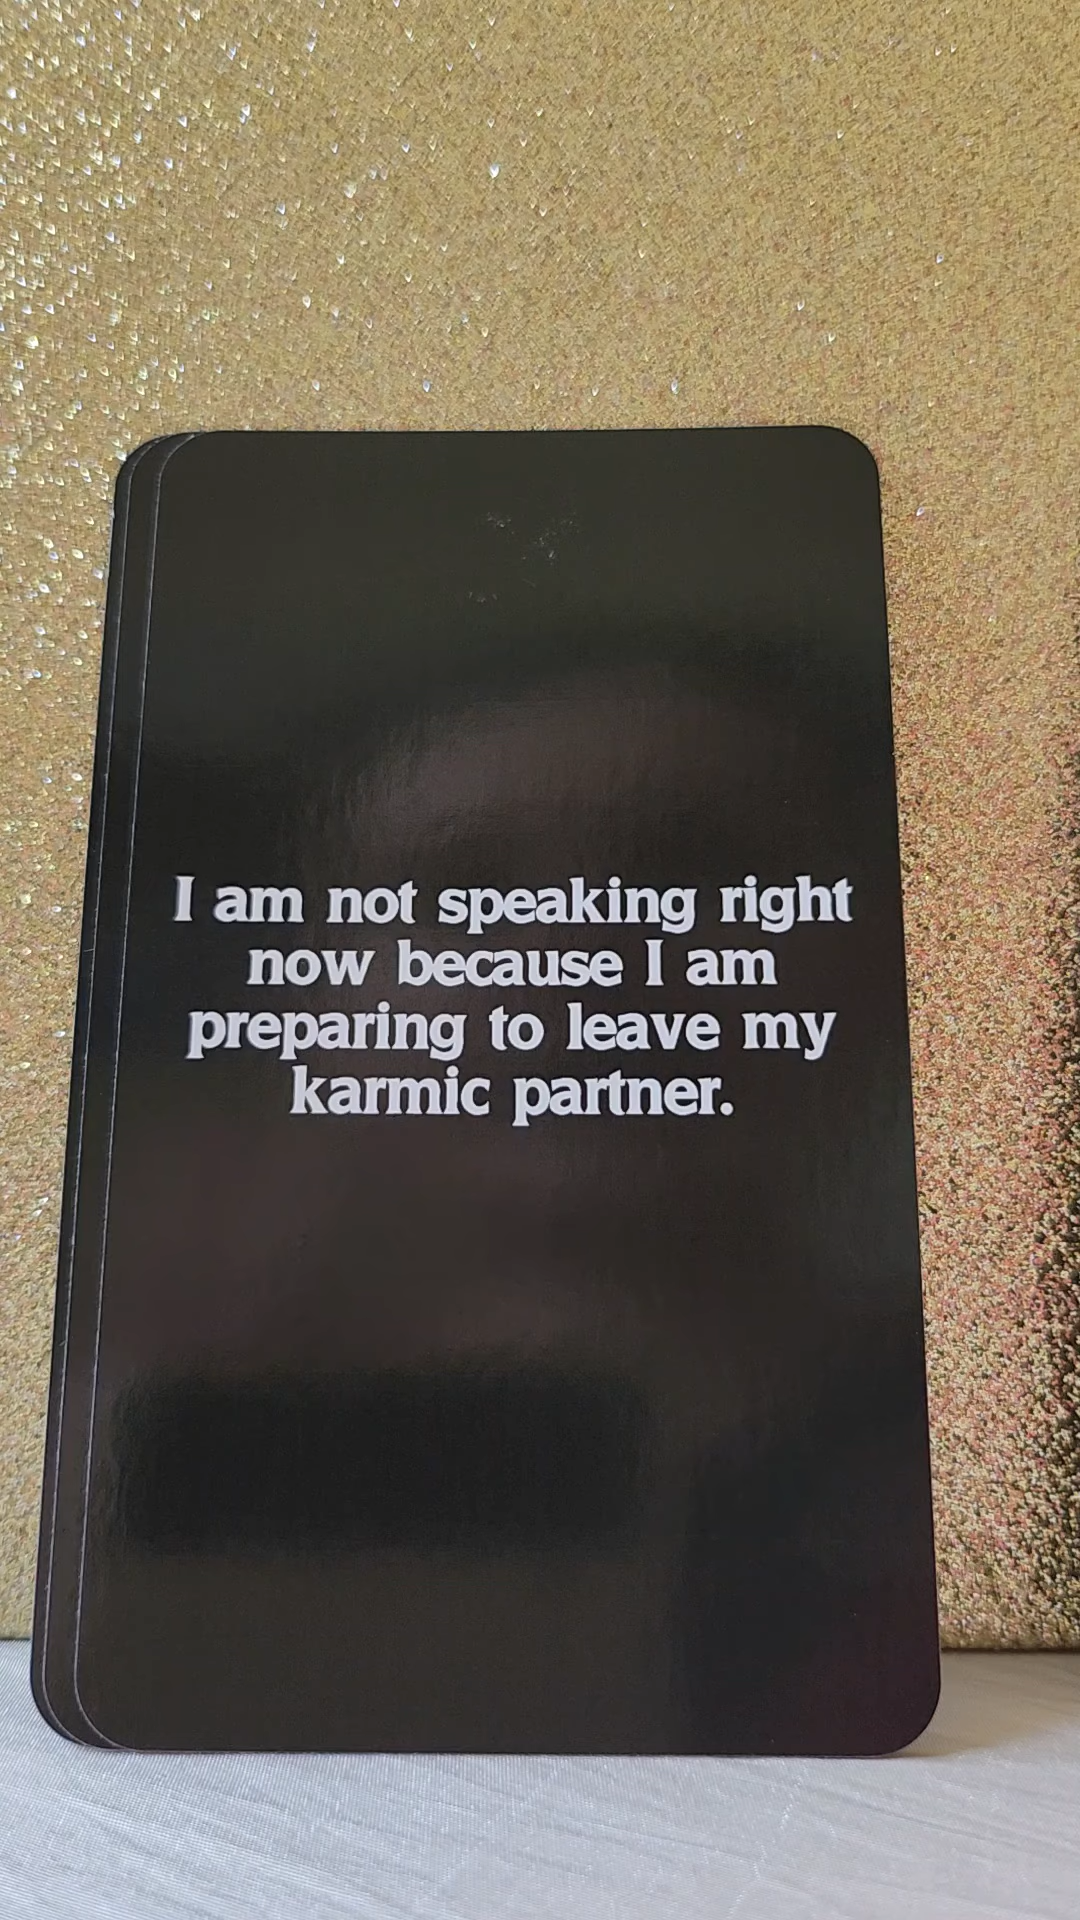 I am not speaking right
now because I am
preparing to leave my
karmic partner.